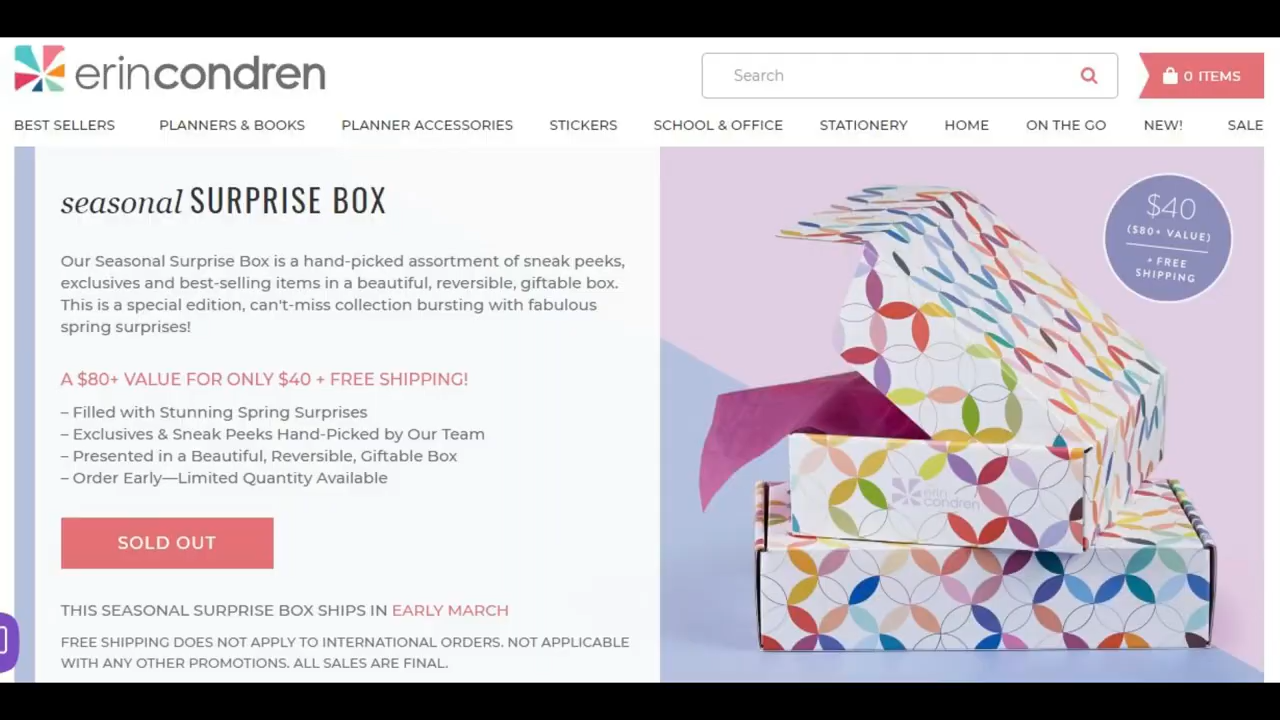 erincondren
Search
0 ITEMS
BEST SELLERS PLANNERS & BOOKS PLANNER ACCESSORIES STICKERS SCHOOL & OFFICE STATIONERY HOME ON THE GO NEW! SALE
seasonal SURPRISE BOX
Our Seasonal Surprise Box is a hand-picked assortment of sneak peeks,
exclusives and best-selling items in a beautiful, reversible, giftable box.
This is a special edition, can't-miss collection bursting with fabulous
spring surprises!
A $80+ VALUE FOR ONLY $40 + FREE SHIPPING!
– Filled with Stunning Spring Surprises
– Exclusives & Sneak Peeks Hand-Picked by Our Team
– Presented in a Beautiful, Reversible, Giftable Box
– Order Early—Limited Quantity Available
SOLD OUT
THIS SEASONAL SURPRISE BOX SHIPS IN EARLY MARCH
FREE SHIPPING DOES NOT APPLY TO INTERNATIONAL ORDERS. NOT APPLICABLE
WITH ANY OTHER PROMOTIONS. ALL SALES ARE FINAL.
$40
($80+ VALUE)
+ FREE
SHIPPING
erin
condren